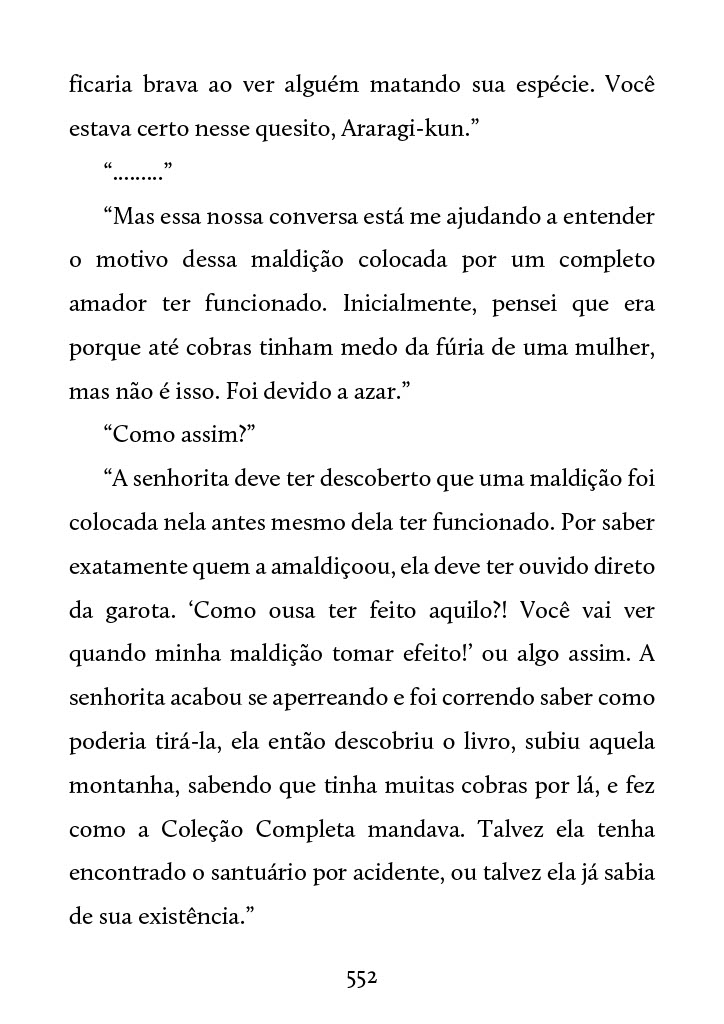 ficaria brava ao ver alguém matando sua espécie. Você
estava certo nesse quesito, Araragi-kun.”
“.........”
“Mas essa nossa conversa está me ajudando a entender
o motivo dessa maldição colocada por um completo
amador ter funcionado. Inicialmente, pensei que era
porque até cobras tinham medo da fúria de uma mulher,
mas não é isso. Foi devido a azar.”
“Como assim?”
“A senhorita deve ter descoberto que uma maldição foi
colocada nela antes mesmo dela ter funcionado. Por saber
exatamente quem a amaldiçoou, ela deve ter ouvido direto
da garota. ‘Como ousa ter feito aquilo?! Você vai ver
quando minha maldição tomar efeito!’ ou algo assim. A
senhorita acabou se aperreando e foi correndo saber como
poderia tirá-la, ela então descobriu o livro, subiu aquela
montanha, sabendo que tinha muitas cobras por lá, e fez
como a Coleção Completa mandava. Talvez ela tenha
encontrado o santuário por acidente, ou talvez ela já sabia
de sua existência.”
552